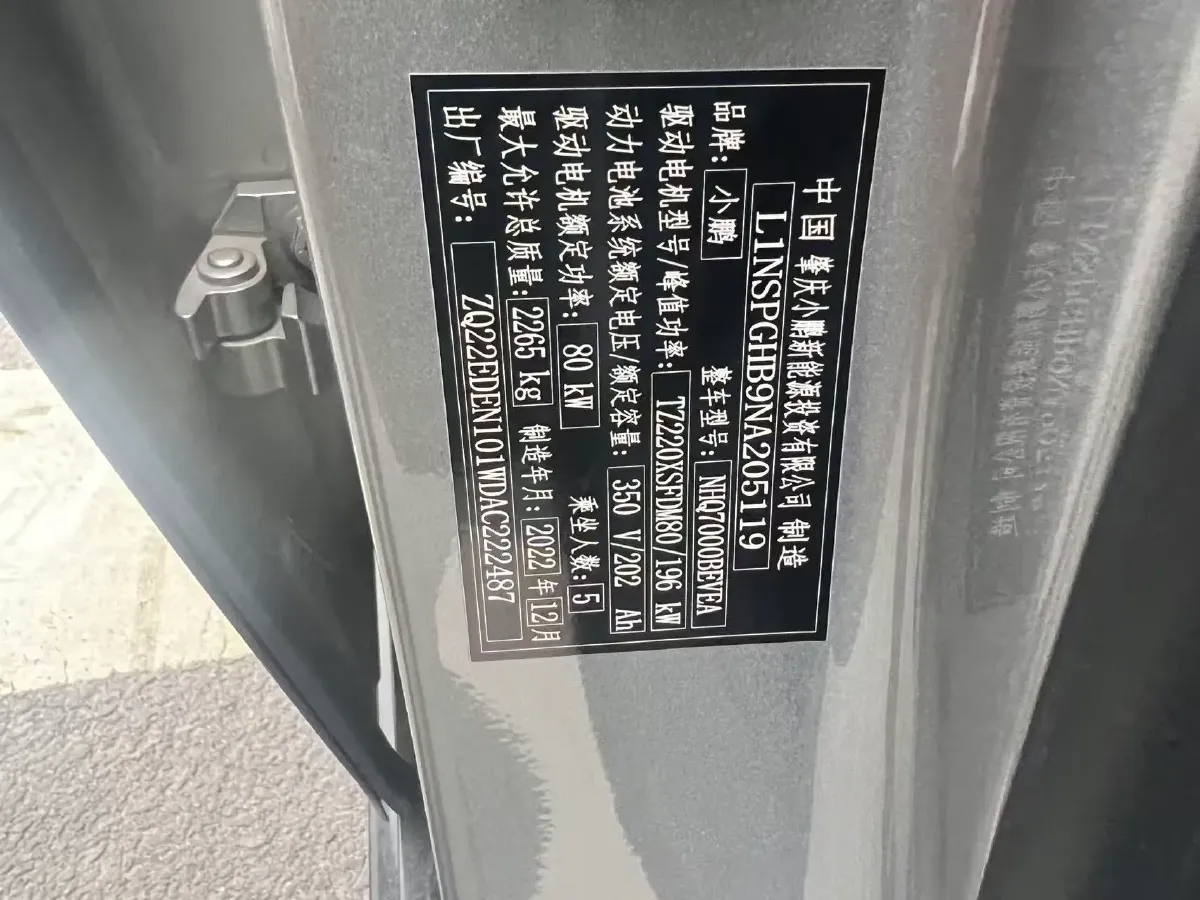 中国 肇庆小鹏新能源投资有限公司 制造
L1NSPGHB9NA205119
品牌: 小鹏 整车型号: NHQ7000BEVEA
驱动电机型号/峰值功率: TZ220XSFDM80/196 kW
动力电池系统额定电压/额定容量: 350 V/202 Ah
驱动电机额定功率: 80 kW 乘坐人数: 5
最大允许总质量: 2265 kg 制造年月: 2022年12月
出厂编号: ZQ22EDEN101WDAC222487